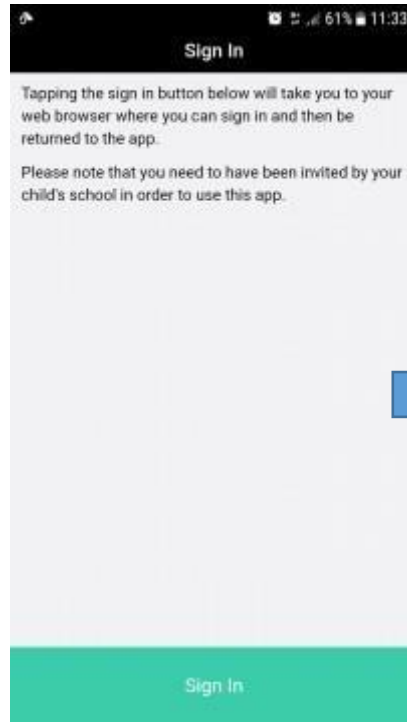 61% 11:33
Sign In
Tapping the sign in button below will take you to your
web browser where you can sign in and then be
returned to the app.
Please note that you need to have been invited by your
child's school in order to use this app.
Sign In